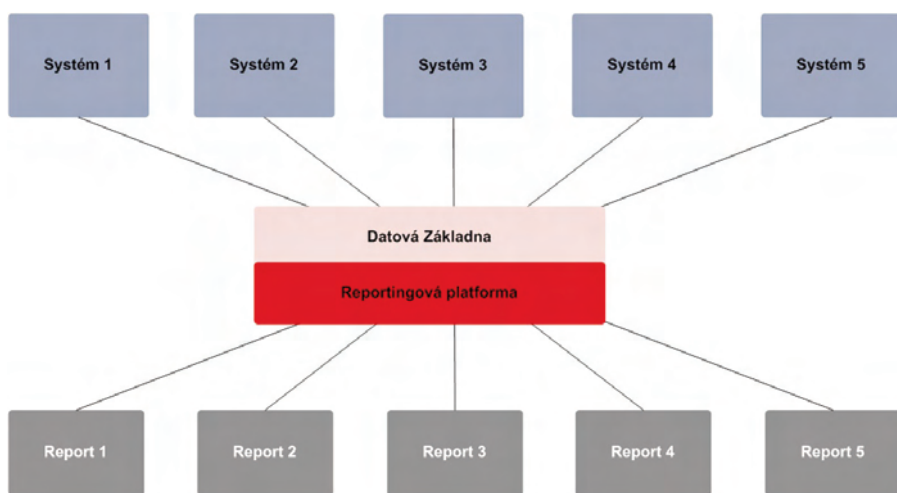 Systém 1
Systém 2
Systém 3
Systém 4
Systém 5
Datová Základna
Reportingová platforma
Report 1
Report 2
Report 3
Report 4
Report 5